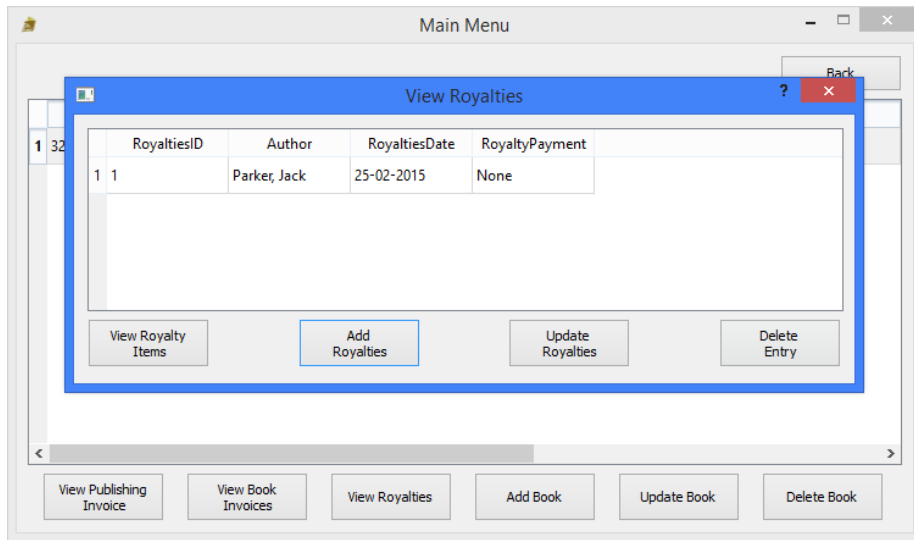 Main Menu
Back
View Royalties
?
RoyaltiesID Author RoyaltiesDate RoyaltyPayment
1 32
1 1 Parker, Jack 25-02-2015 None
View Royalty
Items
Add
Royalties
Update
Royalties
Delete
Entry
View Publishing
Invoice
View Book
Invoices
View Royalties
Add Book
Update Book
Delete Book